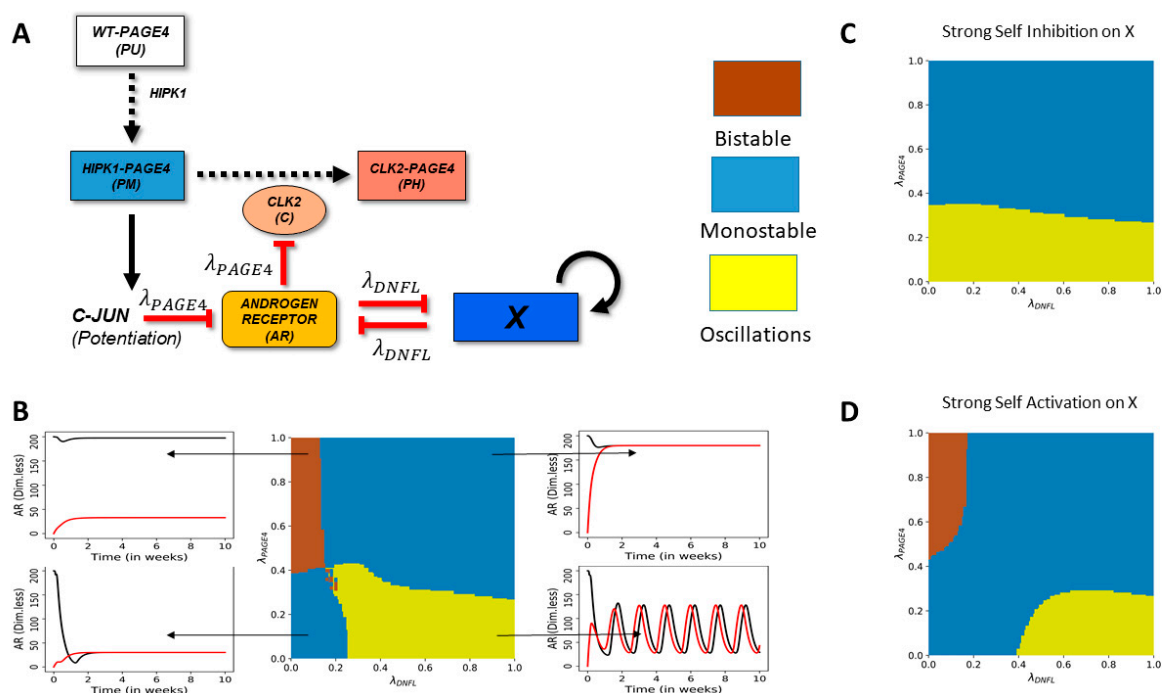 A
WT-PAGE4
(PU)
HIPK1
HIPK1-PAGE4
(PM)
CLK2-PAGE4
(PH)
CLK2
(C)
λPAGE4
λPAGE4
C-JUN
(Potentiation)
ANDROGEN
RECEPTOR
(AR)
λDNFL
λDNFL
X
Bistable
Monostable
Oscillations
C
Strong Self Inhibition on X
1.0
0.8
0.6
0.4
0.2
0.0
λPAGE4
0.0 0.2 0.4 0.6 0.8 1.0
λDNFL
B
AR (Dim.less)
200
150
100
50
0
0 2 4 6 8 10
Time (in weeks)
AR (Dim.less)
200
150
100
50
0
0 2 4 6 8 10
Time (in weeks)
1.0
0.8
0.6
0.4
0.2
0.0
λPAGE4
0.0 0.2 0.4 0.6 0.8 1.0
λDNFL
AR (Dim.less)
200
150
100
50
0
0 2 4 6 8 10
Time (in weeks)
AR (Dim.less)
200
150
100
50
0
0 2 4 6 8 10
Time (in weeks)
D
Strong Self Activation on X
1.0
0.8
0.6
0.4
0.2
0.0
λPAGE4
0.0 0.2 0.4 0.6 0.8 1.0
λDNFL